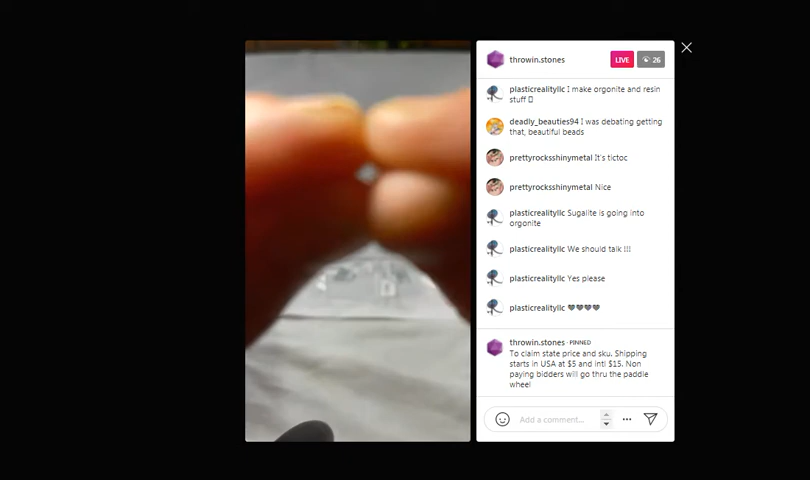 throwin.stones
LIVE
26
plasticrealityllc I make orgonite and resin
stuff
deadly_beauties94 I was debating getting
that, beautiful beads
prettyrocksshinymetal It's tictoc
prettyrocksshinymetal Nice
plasticrealityllc Sugalite is going into
orgonite
plasticrealityllc We should talk !!!
plasticrealityllc Yes please
plasticrealityllc 🖤🖤🖤🖤
throwin.stones · PINNED
To claim state price and sku. Shipping
starts in USA at $5 and intl $15. Non
paying bidders will go thru the paddle
wheel
Add a comment...